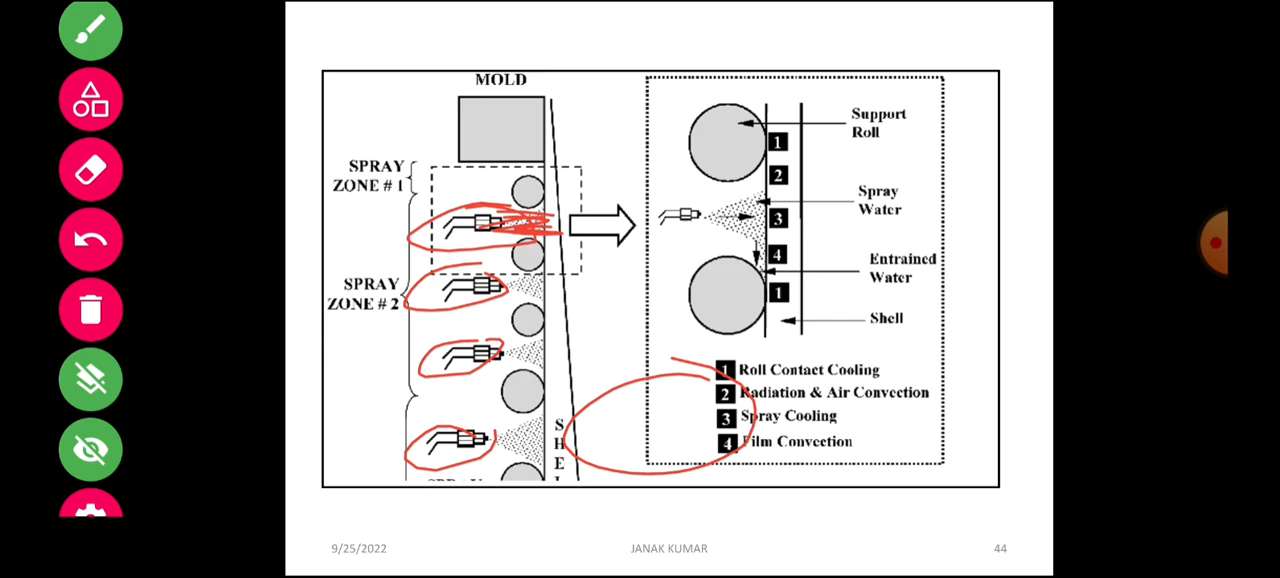 MOLD
SPRAY
ZONE # 1
SPRAY
ZONE # 2
S
H
E
1
2
3
4
1
Support
Roll
Spray
Water
Entrained
Water
Shell
1 Roll Contact Cooling
2 Radiation & Air Convection
3 Spray Cooling
4 Film Convection
9/25/2022
JANAK KUMAR
44